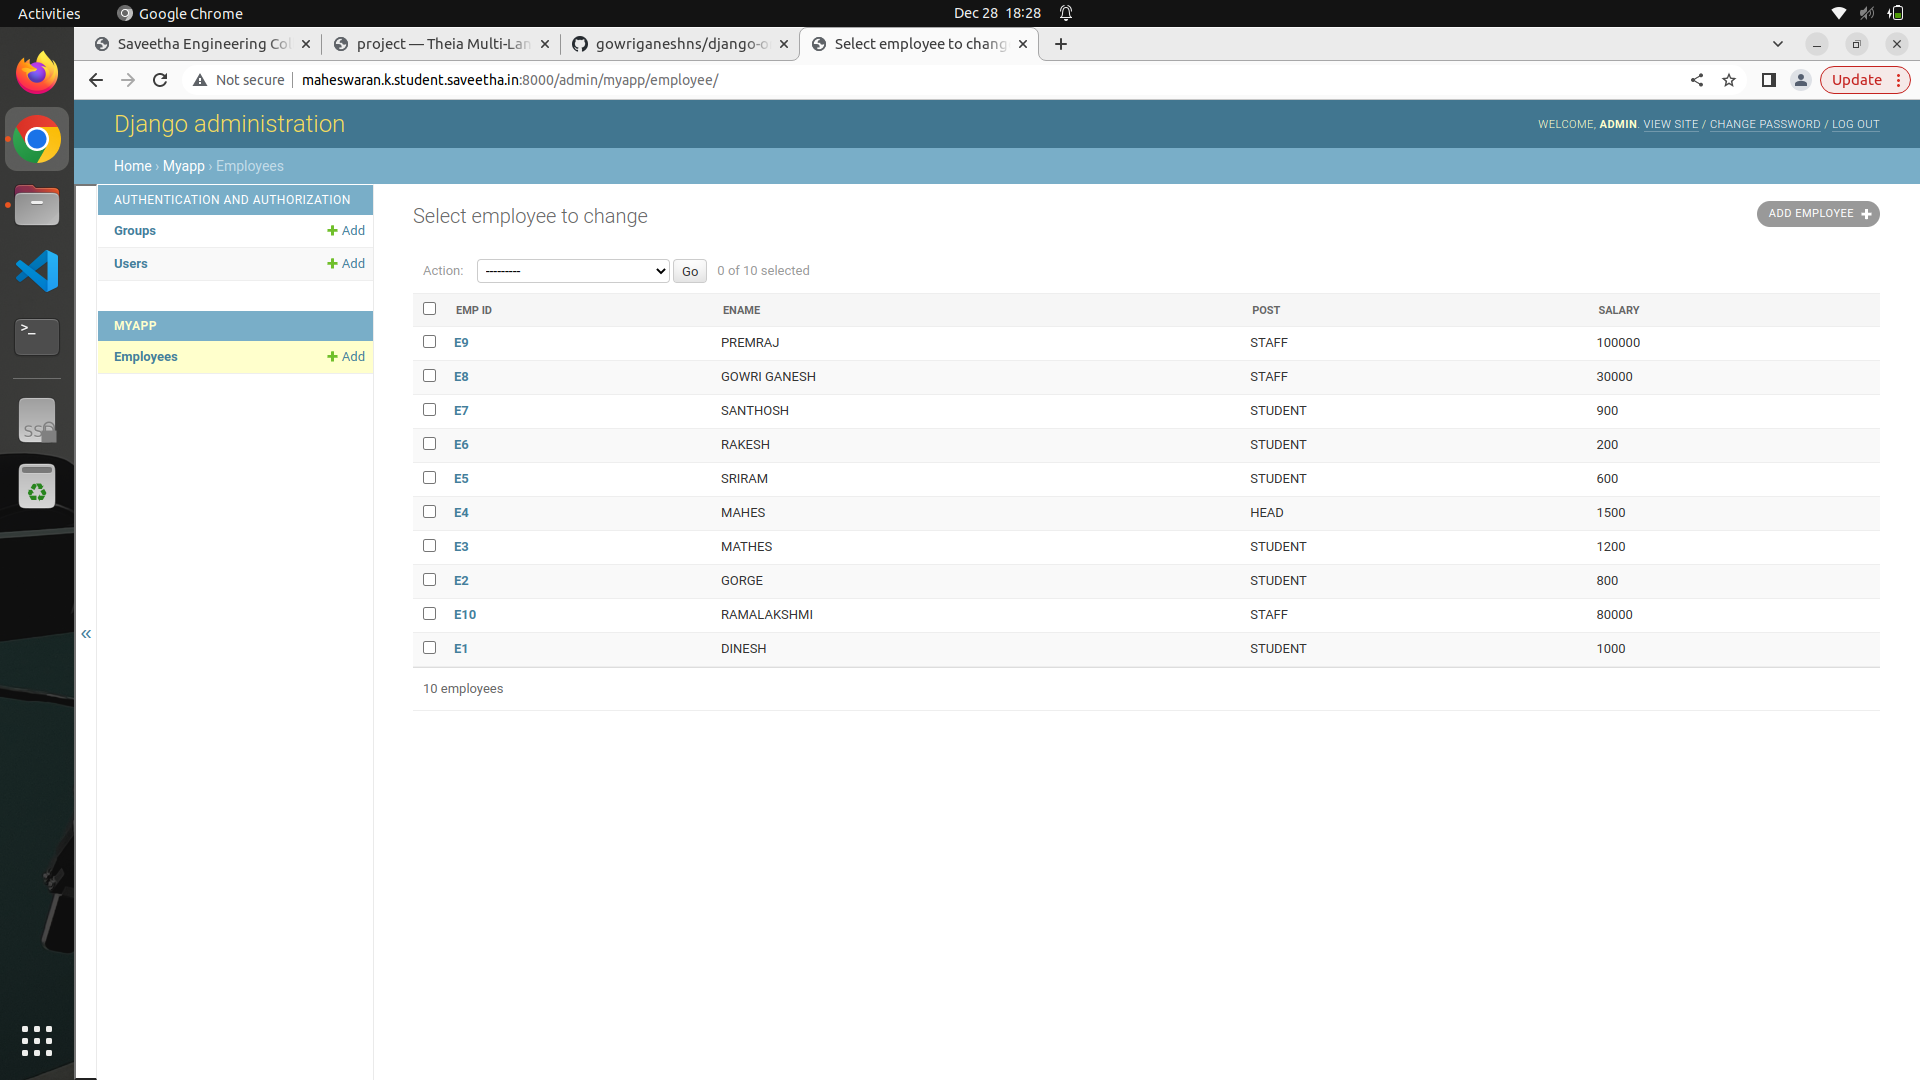 Activities Google Chrome Dec 28 18:28
Saveetha Engineering Col project — Theia Multi-Lan gowriganeshns/django-o Select employee to chang
Not secure maheswaran.k.student.saveetha.in:8000/admin/myapp/employee/ Update
Django administration WELCOME, ADMIN. VIEW SITE / CHANGE PASSWORD / LOG OUT
Home › Myapp › Employees
AUTHENTICATION AND AUTHORIZATION
Groups Add
Users Add
MYAPP
Employees Add
«
Select employee to change ADD EMPLOYEE
Action: --------- Go 0 of 10 selected
EMP ID ENAME POST SALARY
E9 PREMRAJ STAFF 100000
E8 GOWRI GANESH STAFF 30000
E7 SANTHOSH STUDENT 900
E6 RAKESH STUDENT 200
E5 SRIRAM STUDENT 600
E4 MAHES HEAD 1500
E3 MATHES STUDENT 1200
E2 GORGE STUDENT 800
E10 RAMALAKSHMI STAFF 80000
E1 DINESH STUDENT 1000
10 employees
>_